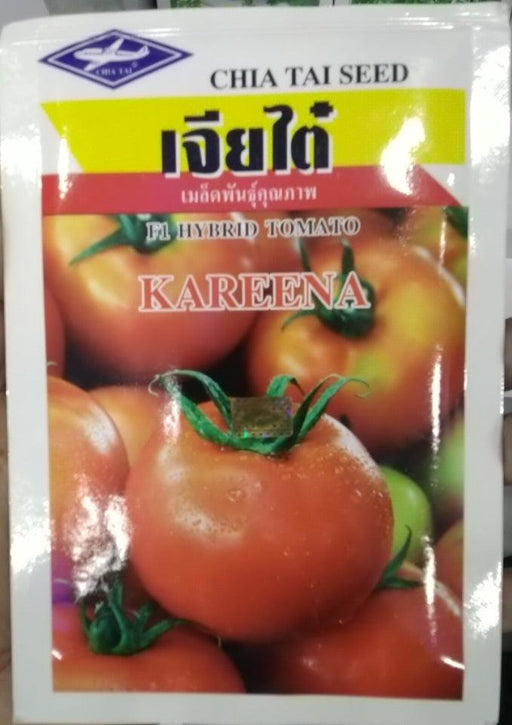 CHIA TAI
CHIA TAI SEED
เจียไต๋
เมล็ดพันธุ์คุณภาพ
F1 HYBRID TOMATO
KAREENA